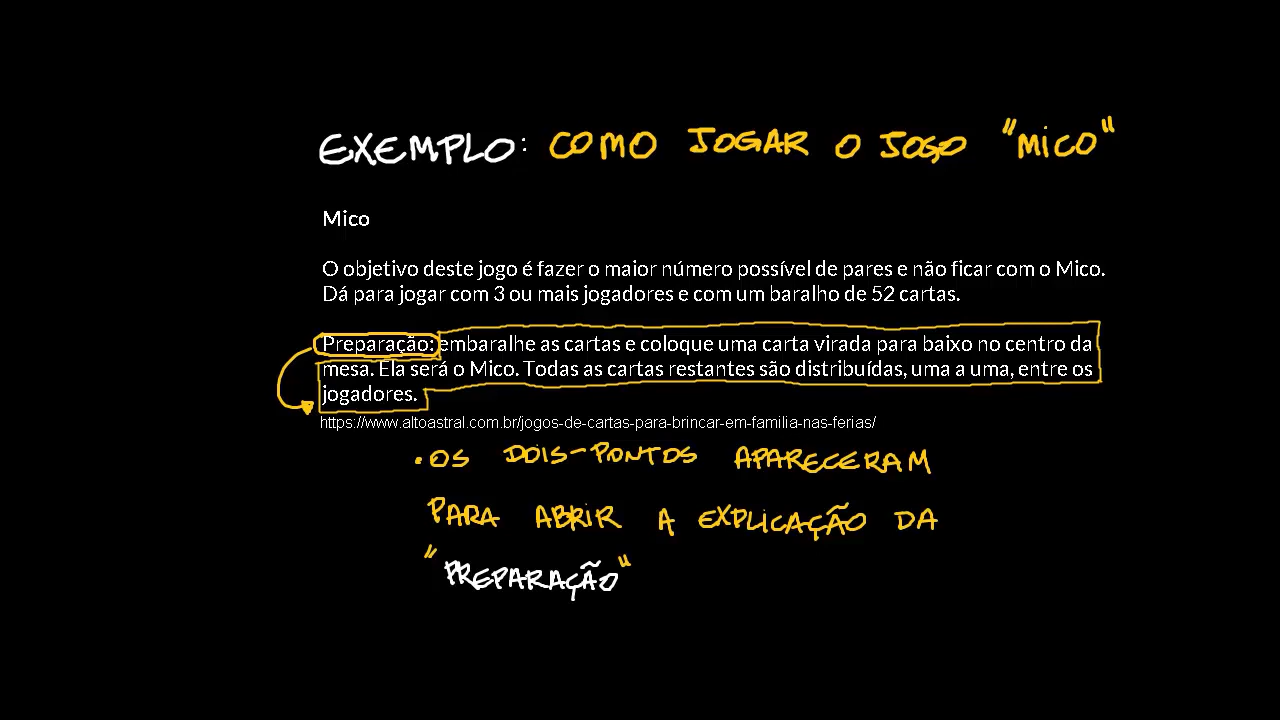 EXEMPLO: COMO JOGAR O JOGO "MICO"
Mico
O objetivo deste jogo é fazer o maior número possível de pares e não ficar com o Mico.
Dá para jogar com 3 ou mais jogadores e com um baralho de 52 cartas.
Preparação: embaralhe as cartas e coloque uma carta virada para baixo no centro da
mesa. Ela será o Mico. Todas as cartas restantes são distribuídas, uma a uma, entre os
jogadores.
https://www.altoastral.com.br/jogos-de-cartas-para-brincar-em-familia-nas-ferias/
• OS DOIS-PONTOS APARECERAM
PARA ABRIR A EXPLICAÇÃO DA
"PREPARAÇÃO"